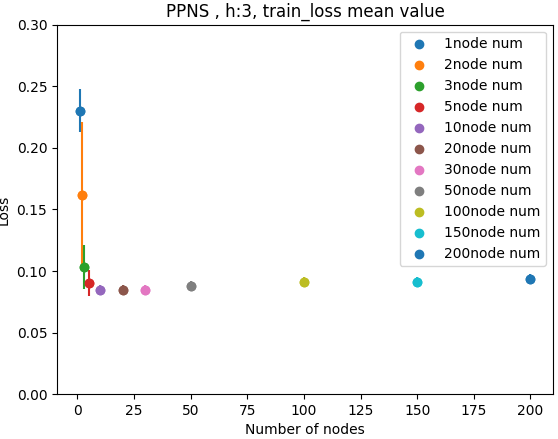 PPNS , h:3, train_loss mean value
0.30
0.25
0.20
0.15
0.10
0.05
0.00
Loss
1node num
2node num
3node num
5node num
10node num
20node num
30node num
50node num
100node num
150node num
200node num
0 25 50 75 100 125 150 175 200
Number of nodes